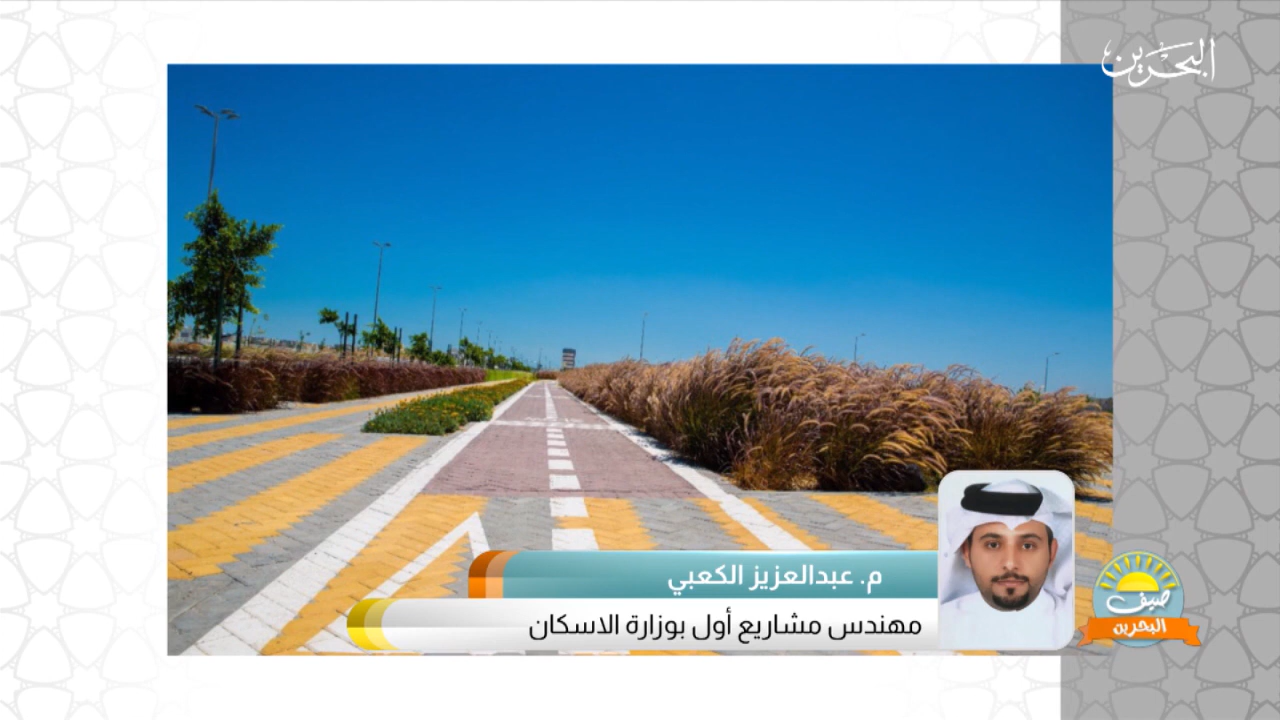 البحرين
م. عبدالعزيز الكعبي
مهندس مشاريع أول بوزارة الاسكان
صيف
البحرين